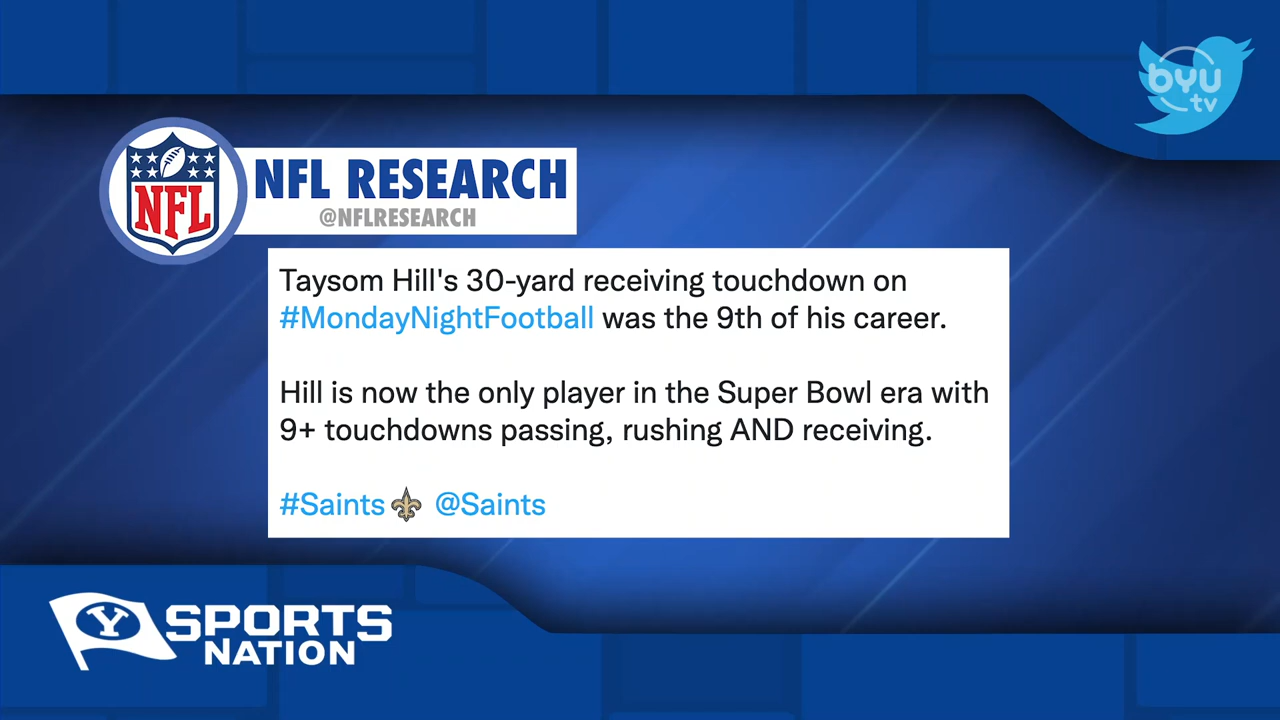 byu
tv
NFL
NFL RESEARCH
@NFLRESEARCH
Taysom Hill's 30-yard receiving touchdown on
#MondayNightFootball was the 9th of his career.
Hill is now the only player in the Super Bowl era with
9+ touchdowns passing, rushing AND receiving.
#Saints⚜️ @Saints
Y SPORTS
NATION